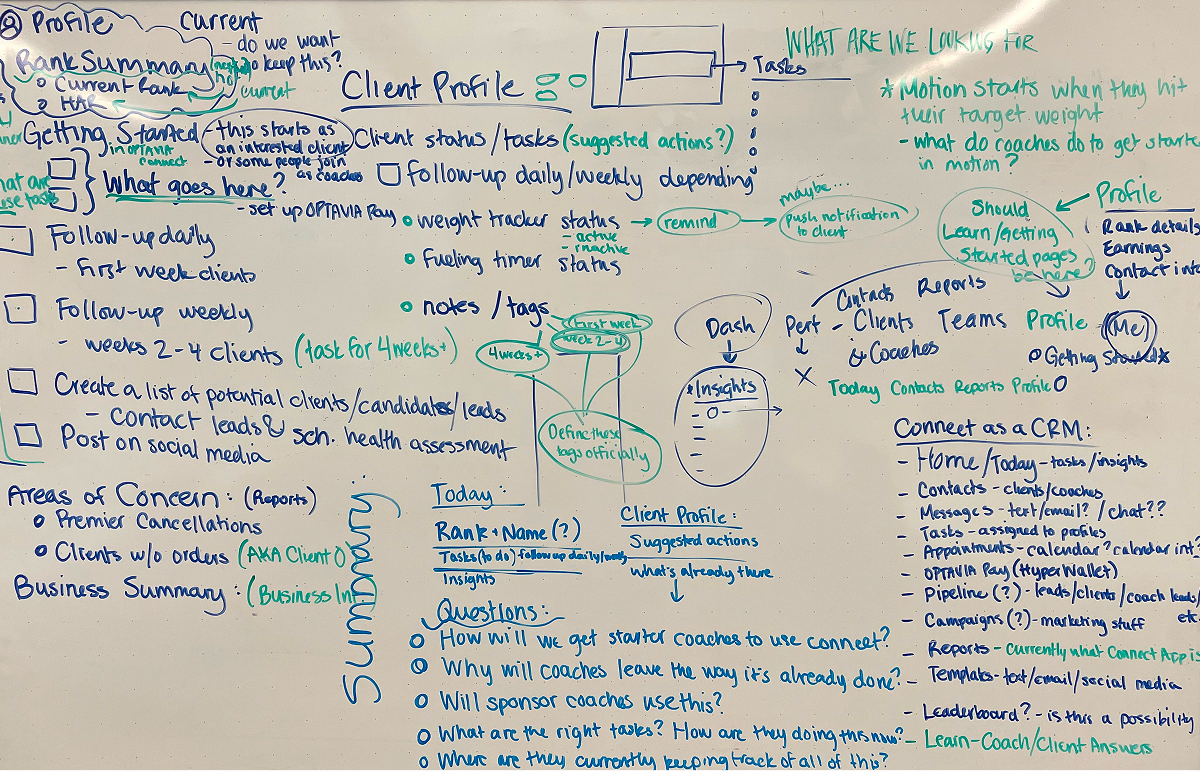 Profile
Current
- do we want
to keep this?
Rank Summary
Current Rank
HAR
current
Getting Started
in OPTAVIA
connect
- this starts as
an interested client
- or some people join
as coaches
What goes here?
- set up OPTAVIA Pay
Follow-up daily
- First week clients
Follow-up weekly
- weeks 2-4 clients (task for 4 weeks+)
Create a list of potential clients/candidates/leads
- contact leads & sch. health assessment
Post on social media
Areas of Concern: (Reports)
Premier Cancellations
Clients w/o orders (AKA Client 0)
Business Summary: (Business Int.)
Summary:
Client Profile
Tasks
Client status/tasks (suggested actions?)
Follow-up daily/weekly depending
weight tracker status → remind →
- active
- inactive
maybe...
push notification
to client
Fueling timer status
notes/tags
First week
week 2-4
4 weeks+
Define these
tags officially
Dash
*Insights
Today:
Rank + Name (?)
Tasks (to do) follow up daily/weekly
Insights
Client Profile:
Suggested actions
what's already there
Questions:
How will we get starter coaches to use connect?
Why will coaches leave the way it's already done?
Will sponsor coaches use this?
What are the right tasks? How are they doing this now?
Where are they currently keeping track of all of this?
WHAT ARE WE LOOKING FOR
* Motion starts when they hit
their target weight
- what do coaches do to get starte
in motion?
Should
Learn/Getting
Started pages
be here?
Profile
Rank details
Earnings
Contact inf
(Me)
Contacts Reports
Perf - Clients Teams Profile
& Coaches
X
Getting Started
Today Contacts Reports Profile
Connect as a CRM:
- Home/Today - tasks/insights
- Contacts - clients/coaches
- Messages - text/email? /chat??
- Tasks - assigned to profiles
- Appointments - calendar? calendar int?
- OPTAVIA Pay (HyperWallet)
- Pipeline (?) - leads/clients/coach leads/
etc
- Campaigns (?) - marketing stuff
- Reports - currently what Connect App is
- Templates - text/email/social media
- Leaderboard? - is this a possibility
- Learn - Coach/Client Answers